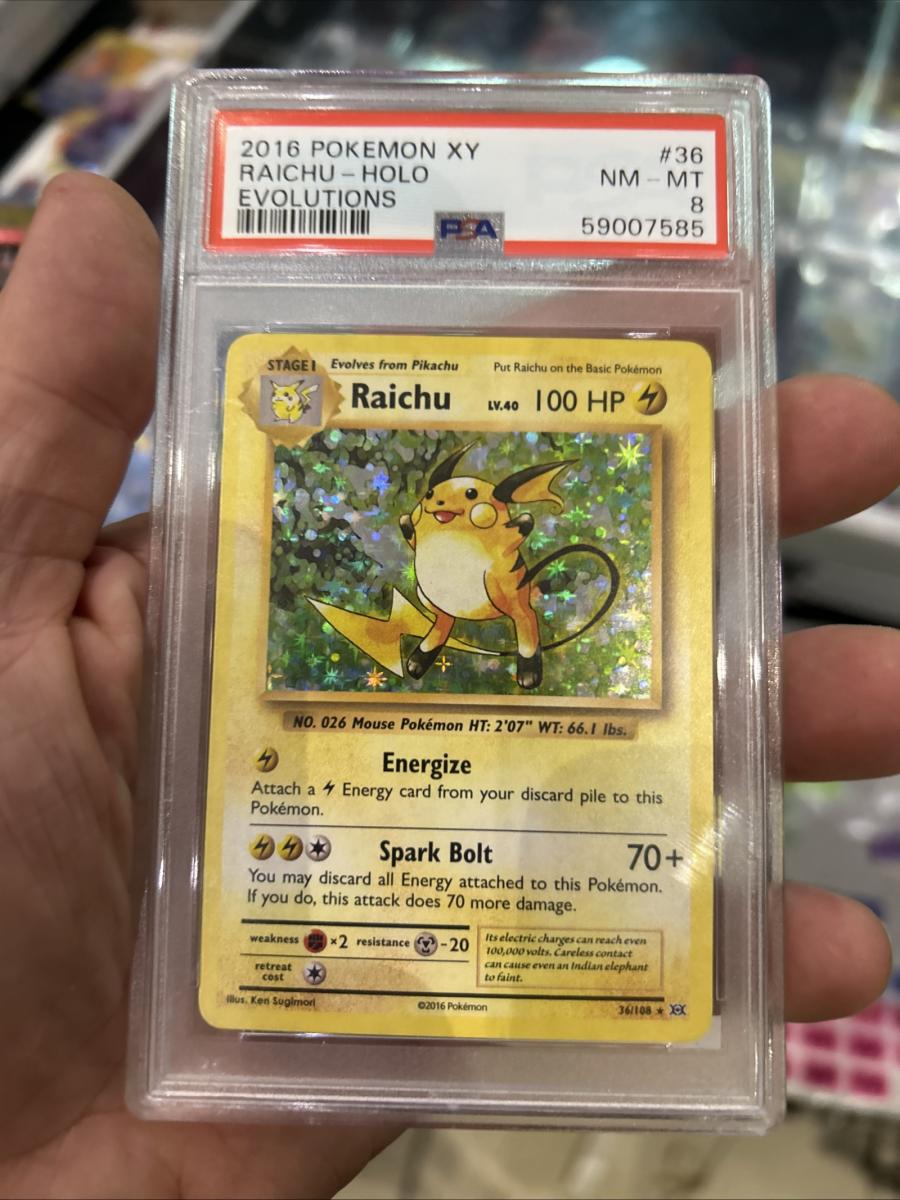 2016 POKEMON XY #36
RAICHU - HOLO NM - MT
EVOLUTIONS 8
PSA 59007585
STAGE 1 Evolves from Pikachu Put Raichu on the Basic Pokémon
Raichu LV.40 100 HP
NO. 026 Mouse Pokémon HT: 2'07" WT: 66.1 lbs.
Energize
Attach a Energy card from your discard pile to this
Pokémon.
Spark Bolt 70+
You may discard all Energy attached to this Pokémon.
If you do, this attack does 70 more damage.
weakness ×2 resistance -20
retreat
cost
Its electric charges can reach even
100,000 volts. Careless contact
can cause even an Indian elephant
to faint.
Illus. Ken Sugimori ©2016 Pokémon 36/108 ★